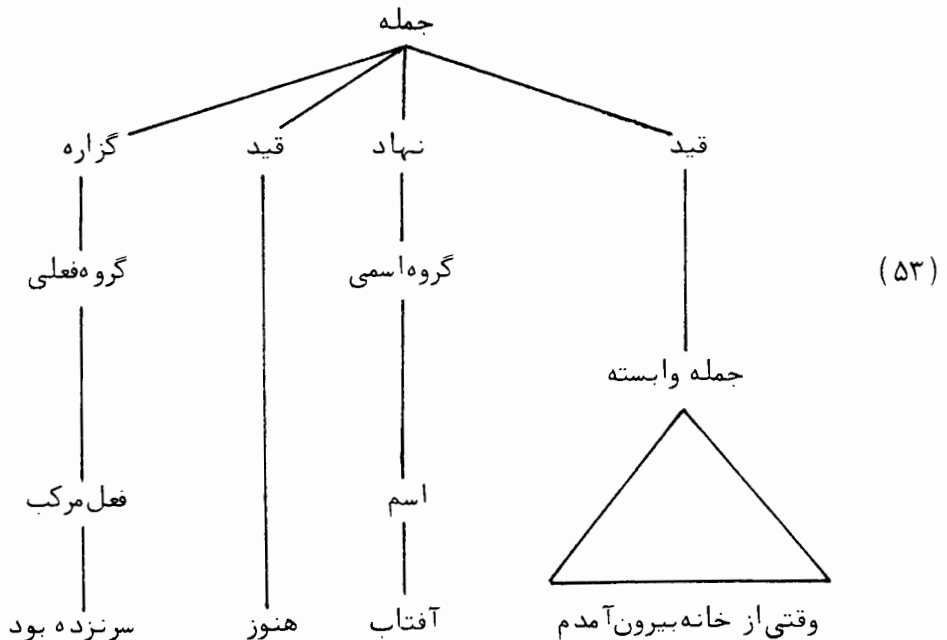 جمله
قید نهاد قید گزاره
گروه اسمی گروه فعلی
(۵۳)
جمله وابسته
اسم فعل مرکب
وقتی از خانه بیرون آمدم آفتاب هنوز سرنزده بود